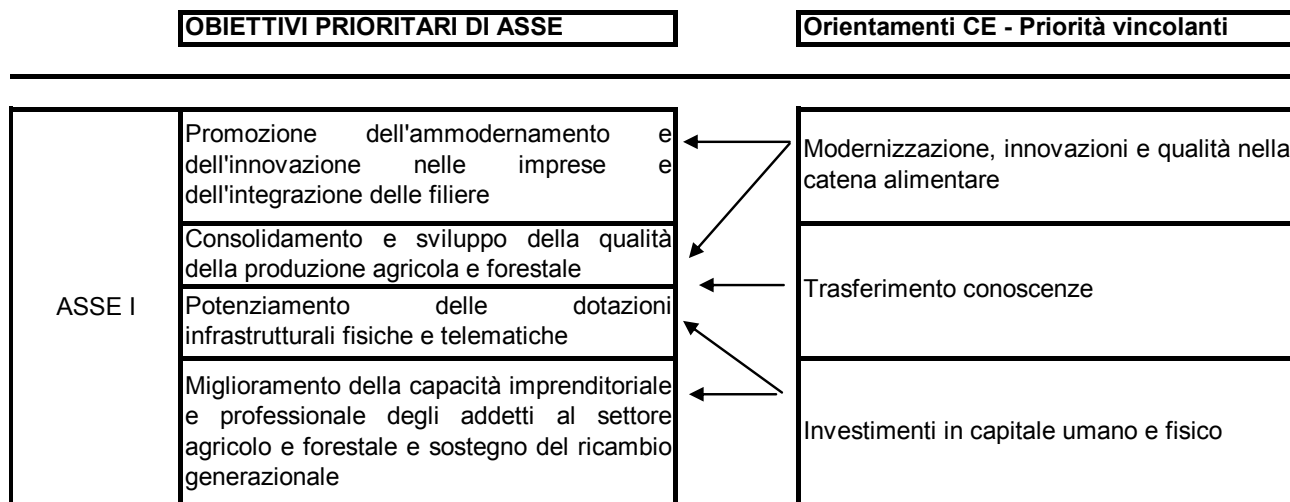 OBIETTIVI PRIORITARI DI ASSE
Orientamenti CE - Priorità vincolanti
ASSE I
Promozione dell'ammodernamento e
dell'innovazione nelle imprese e
dell'integrazione delle filiere
Consolidamento e sviluppo della qualità
della produzione agricola e forestale
Potenziamento delle dotazioni
infrastrutturali fisiche e telematiche
Miglioramento della capacità imprenditoriale
e professionale degli addetti al settore
agricolo e forestale e sostegno del ricambio
generazionale
Modernizzazione, innovazioni e qualità nella
catena alimentare
Trasferimento conoscenze
Investimenti in capitale umano e fisico